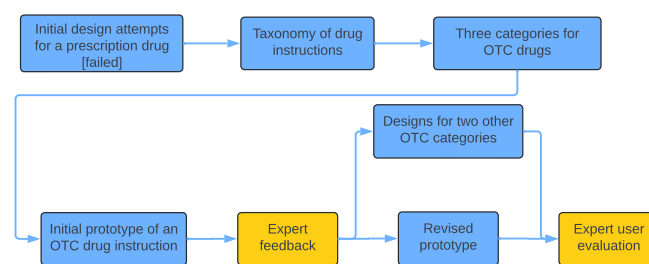 Initial design attempts
for a prescription drug
[failed]
Taxonomy of drug
instructions
Three categories for
OTC drugs
Designs for two other
OTC categories
Initial prototype of an
OTC drug instruction
Expert
feedback
Revised
prototype
Expert user
evaluation